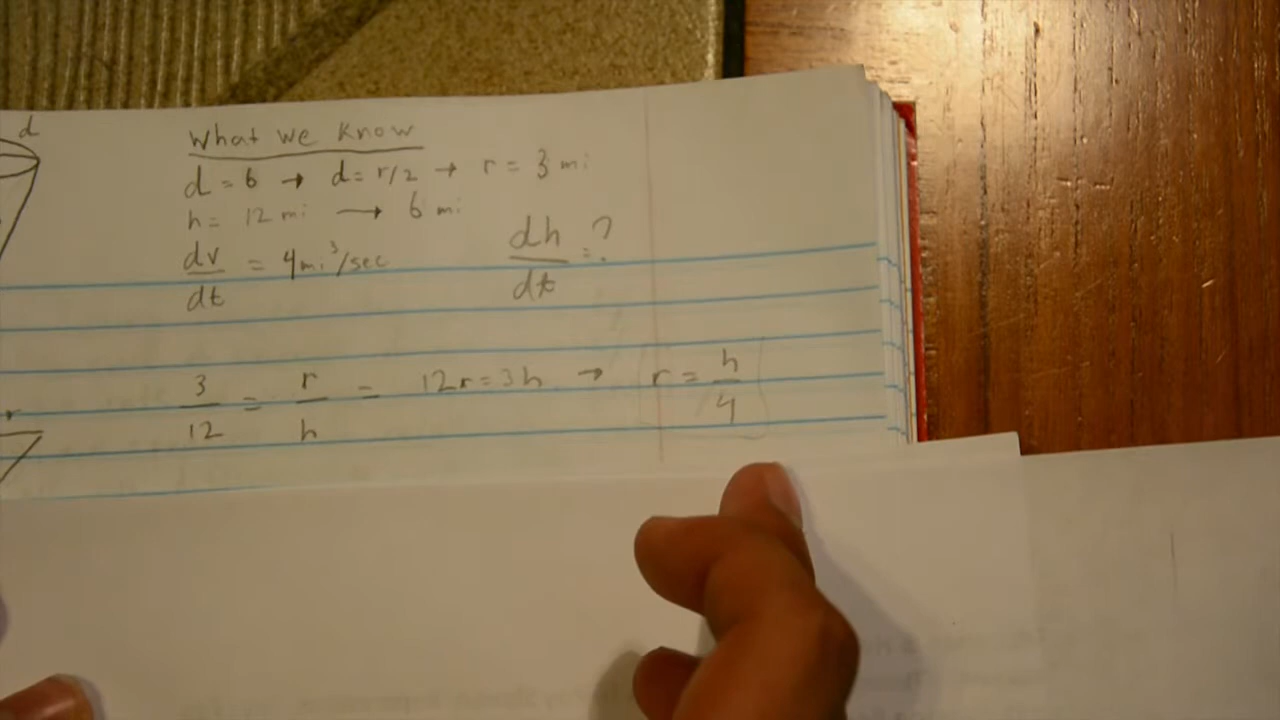 d
What we know
d = 6 → d = r/2 → r = 3 mi
h = 12 mi → 6 mi
dv/dt = 4 mi³/sec dh/dt = ?
3/12 = r/h = 12r = 3h → r = h/4
r